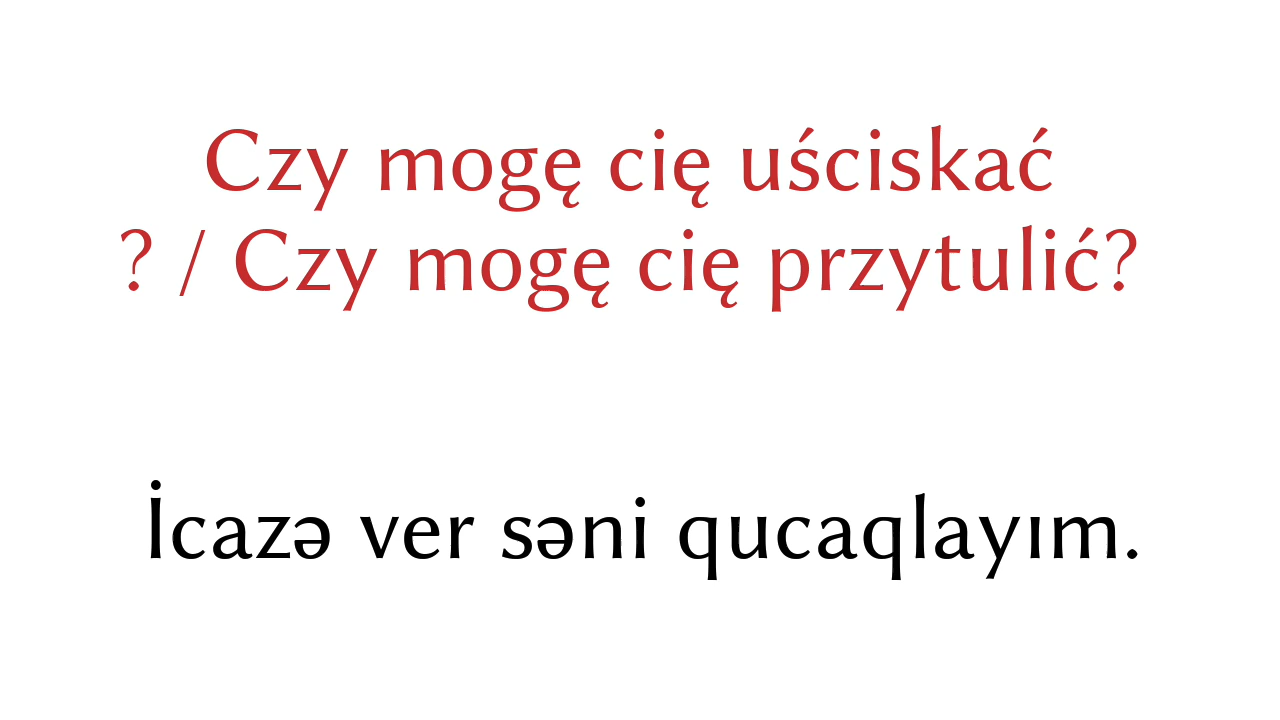 Czy mogę cię uściskać
? / Czy mogę cię przytulić?
İcazə ver səni qucaqlayım.